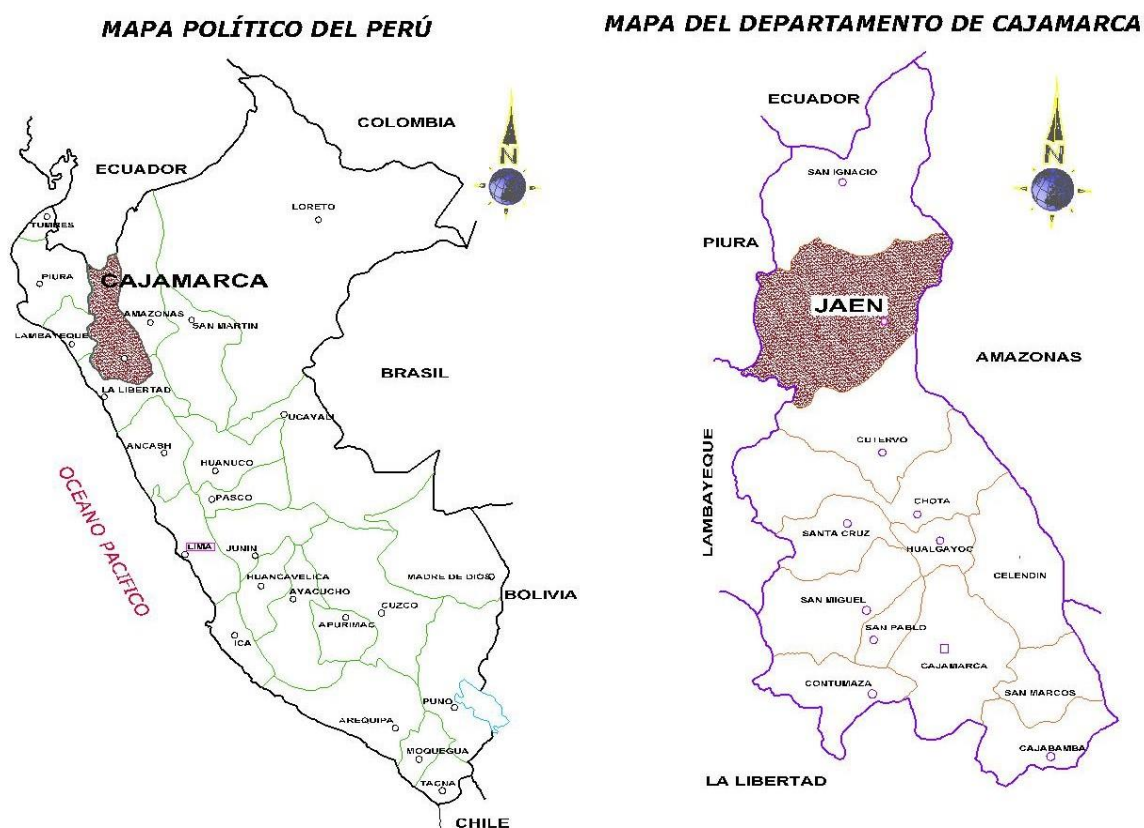 MAPA POLÍTICO DEL PERÚ
COLOMBIA
ECUADOR
N
LORETO
TUMBES
PIURA
CAJAMARCA
AMAZONAS
SAN MARTIN
LAMBAYEQUE
BRASIL
LA LIBERTAD
UCAYALI
ANCASH
HUANUCO
PASCO
OCEANO PACIFICO
LIMA
JUNIN
HUANCAVELICA
MADRE DE DIOS
AYACUCHO
BOLIVIA
CUZCO
APURIMAC
ICA
PUNO
AREQUIPA
MOQUEGUA
TACNA
CHILE
MAPA DEL DEPARTAMENTO DE CAJAMARCA
ECUADOR
N
SAN IGNACIO
PIURA
JAEN
AMAZONAS
CUTERVO
LAMBAYEQUE
CHOTA
SANTA CRUZ
HUALGAYOC
CELENDIN
SAN MIGUEL
SAN PABLO
CAJAMARCA
CONTUMAZA
SAN MARCOS
CAJABAMBA
LA LIBERTAD